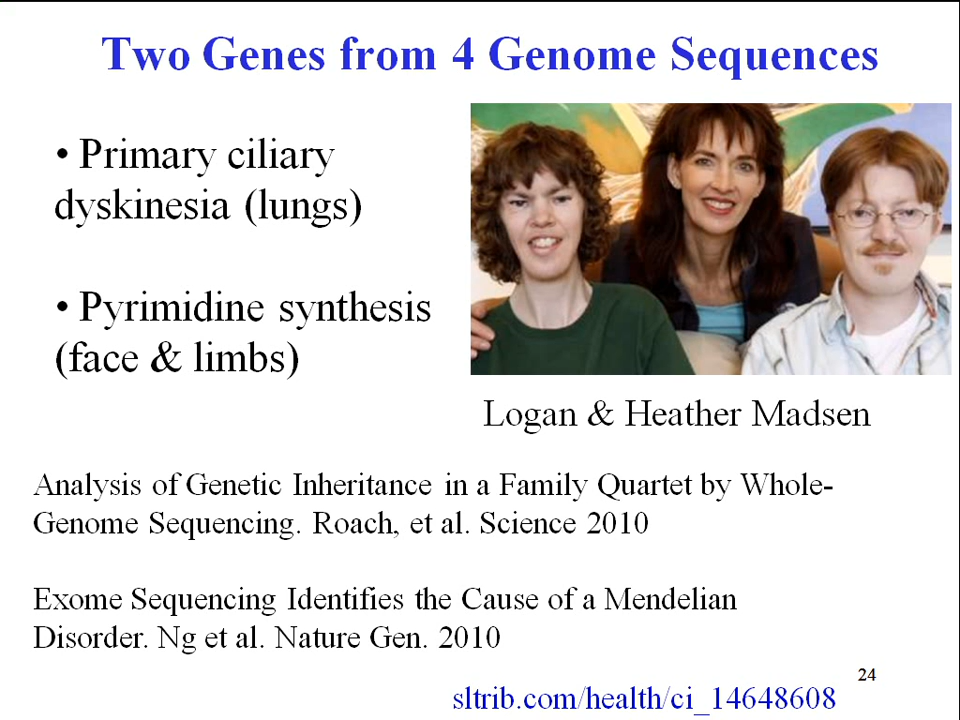 Two Genes from 4 Genome Sequences
• Primary ciliary
dyskinesia (lungs)
• Pyrimidine synthesis
(face & limbs)
Logan & Heather Madsen
Analysis of Genetic Inheritance in a Family Quartet by Whole-
Genome Sequencing. Roach, et al. Science 2010
Exome Sequencing Identifies the Cause of a Mendelian
Disorder. Ng et al. Nature Gen. 2010
24
sltrib.com/health/ci_14648608